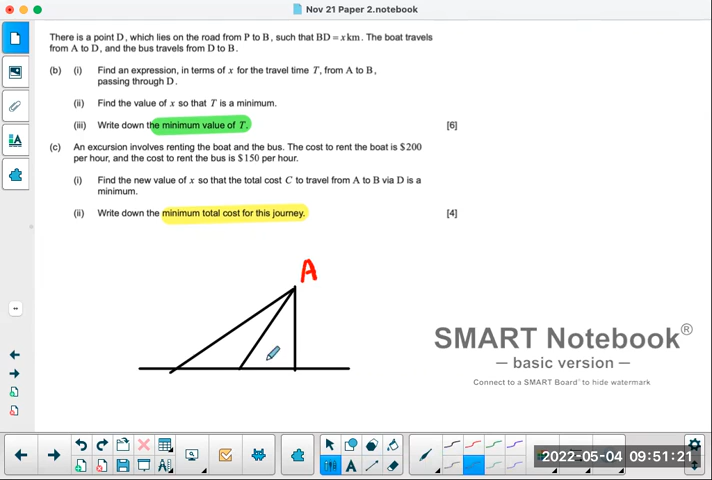 Nov 21 Paper 2.notebook
There is a point D, which lies on the road from P to B, such that BD = x km. The boat travels
from A to D, and the bus travels from D to B.
(b) (i) Find an expression, in terms of x for the travel time T, from A to B,
passing through D.
(ii) Find the value of x so that T is a minimum.
(iii) Write down the minimum value of T. [6]
(c) An excursion involves renting the boat and the bus. The cost to rent the boat is $200
per hour, and the cost to rent the bus is $150 per hour.
(i) Find the new value of x so that the total cost C to travel from A to B via D is a
minimum.
(ii) Write down the minimum total cost for this journey. [4]
A
SMART Notebook®
— basic version —
Connect to a SMART Board® to hide watermark
2022-05-04 09:51:21